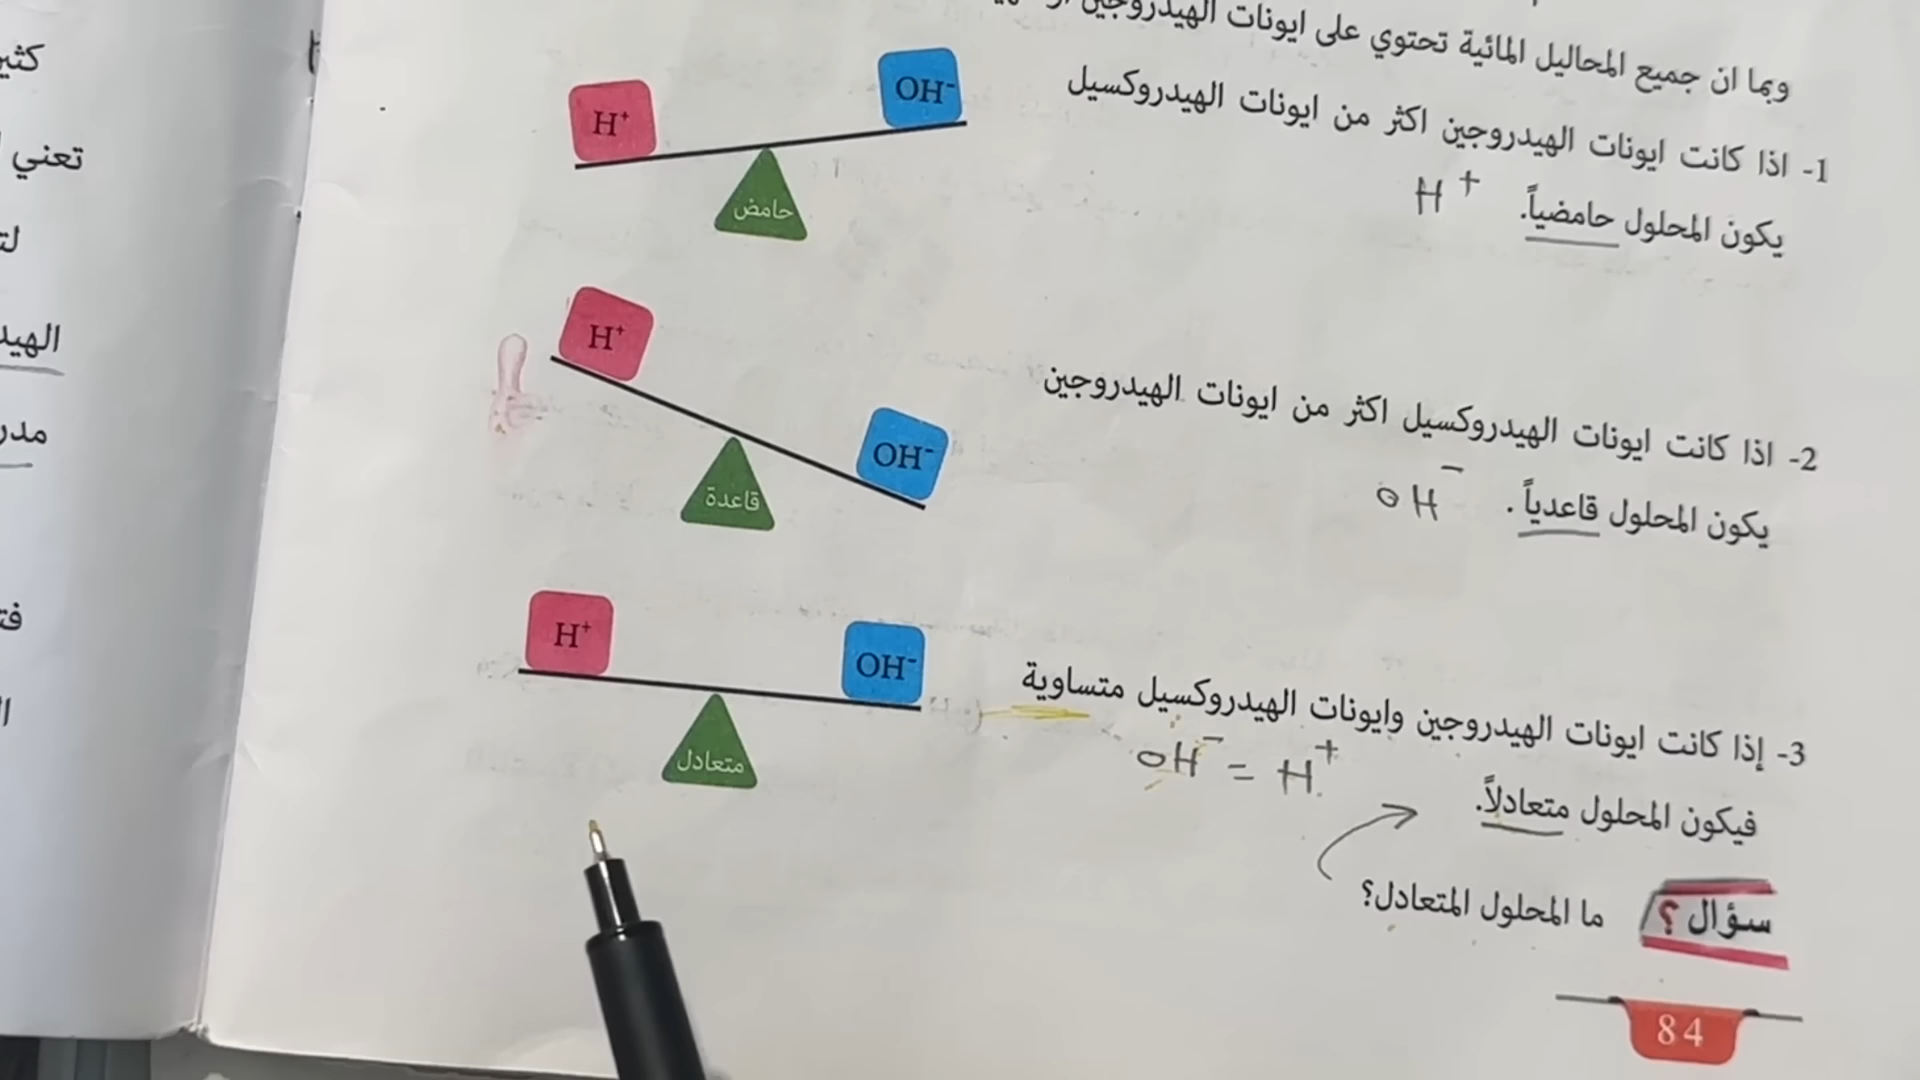 وبما ان جميع المحاليل المائية تحتوي على ايونات الهيدروجين
1- اذا كانت ايونات الهيدروجين اكثر من ايونات الهيدروكسيل
يكون المحلول حامضياً. H⁺
H⁺ OH⁻
حامض
2- اذا كانت ايونات الهيدروكسيل اكثر من ايونات الهيدروجين
يكون المحلول قاعدياً. OH⁻
H⁺ OH⁻
قاعدة
3- إذا كانت ايونات الهيدروجين وايونات الهيدروكسيل متساوية
OH⁻ = H⁺
فيكون المحلول متعادلاً.
H⁺ OH⁻
متعادل
سؤال ؟ ما المحلول المتعادل؟
84
كثير
تعني
الهيد
مدر